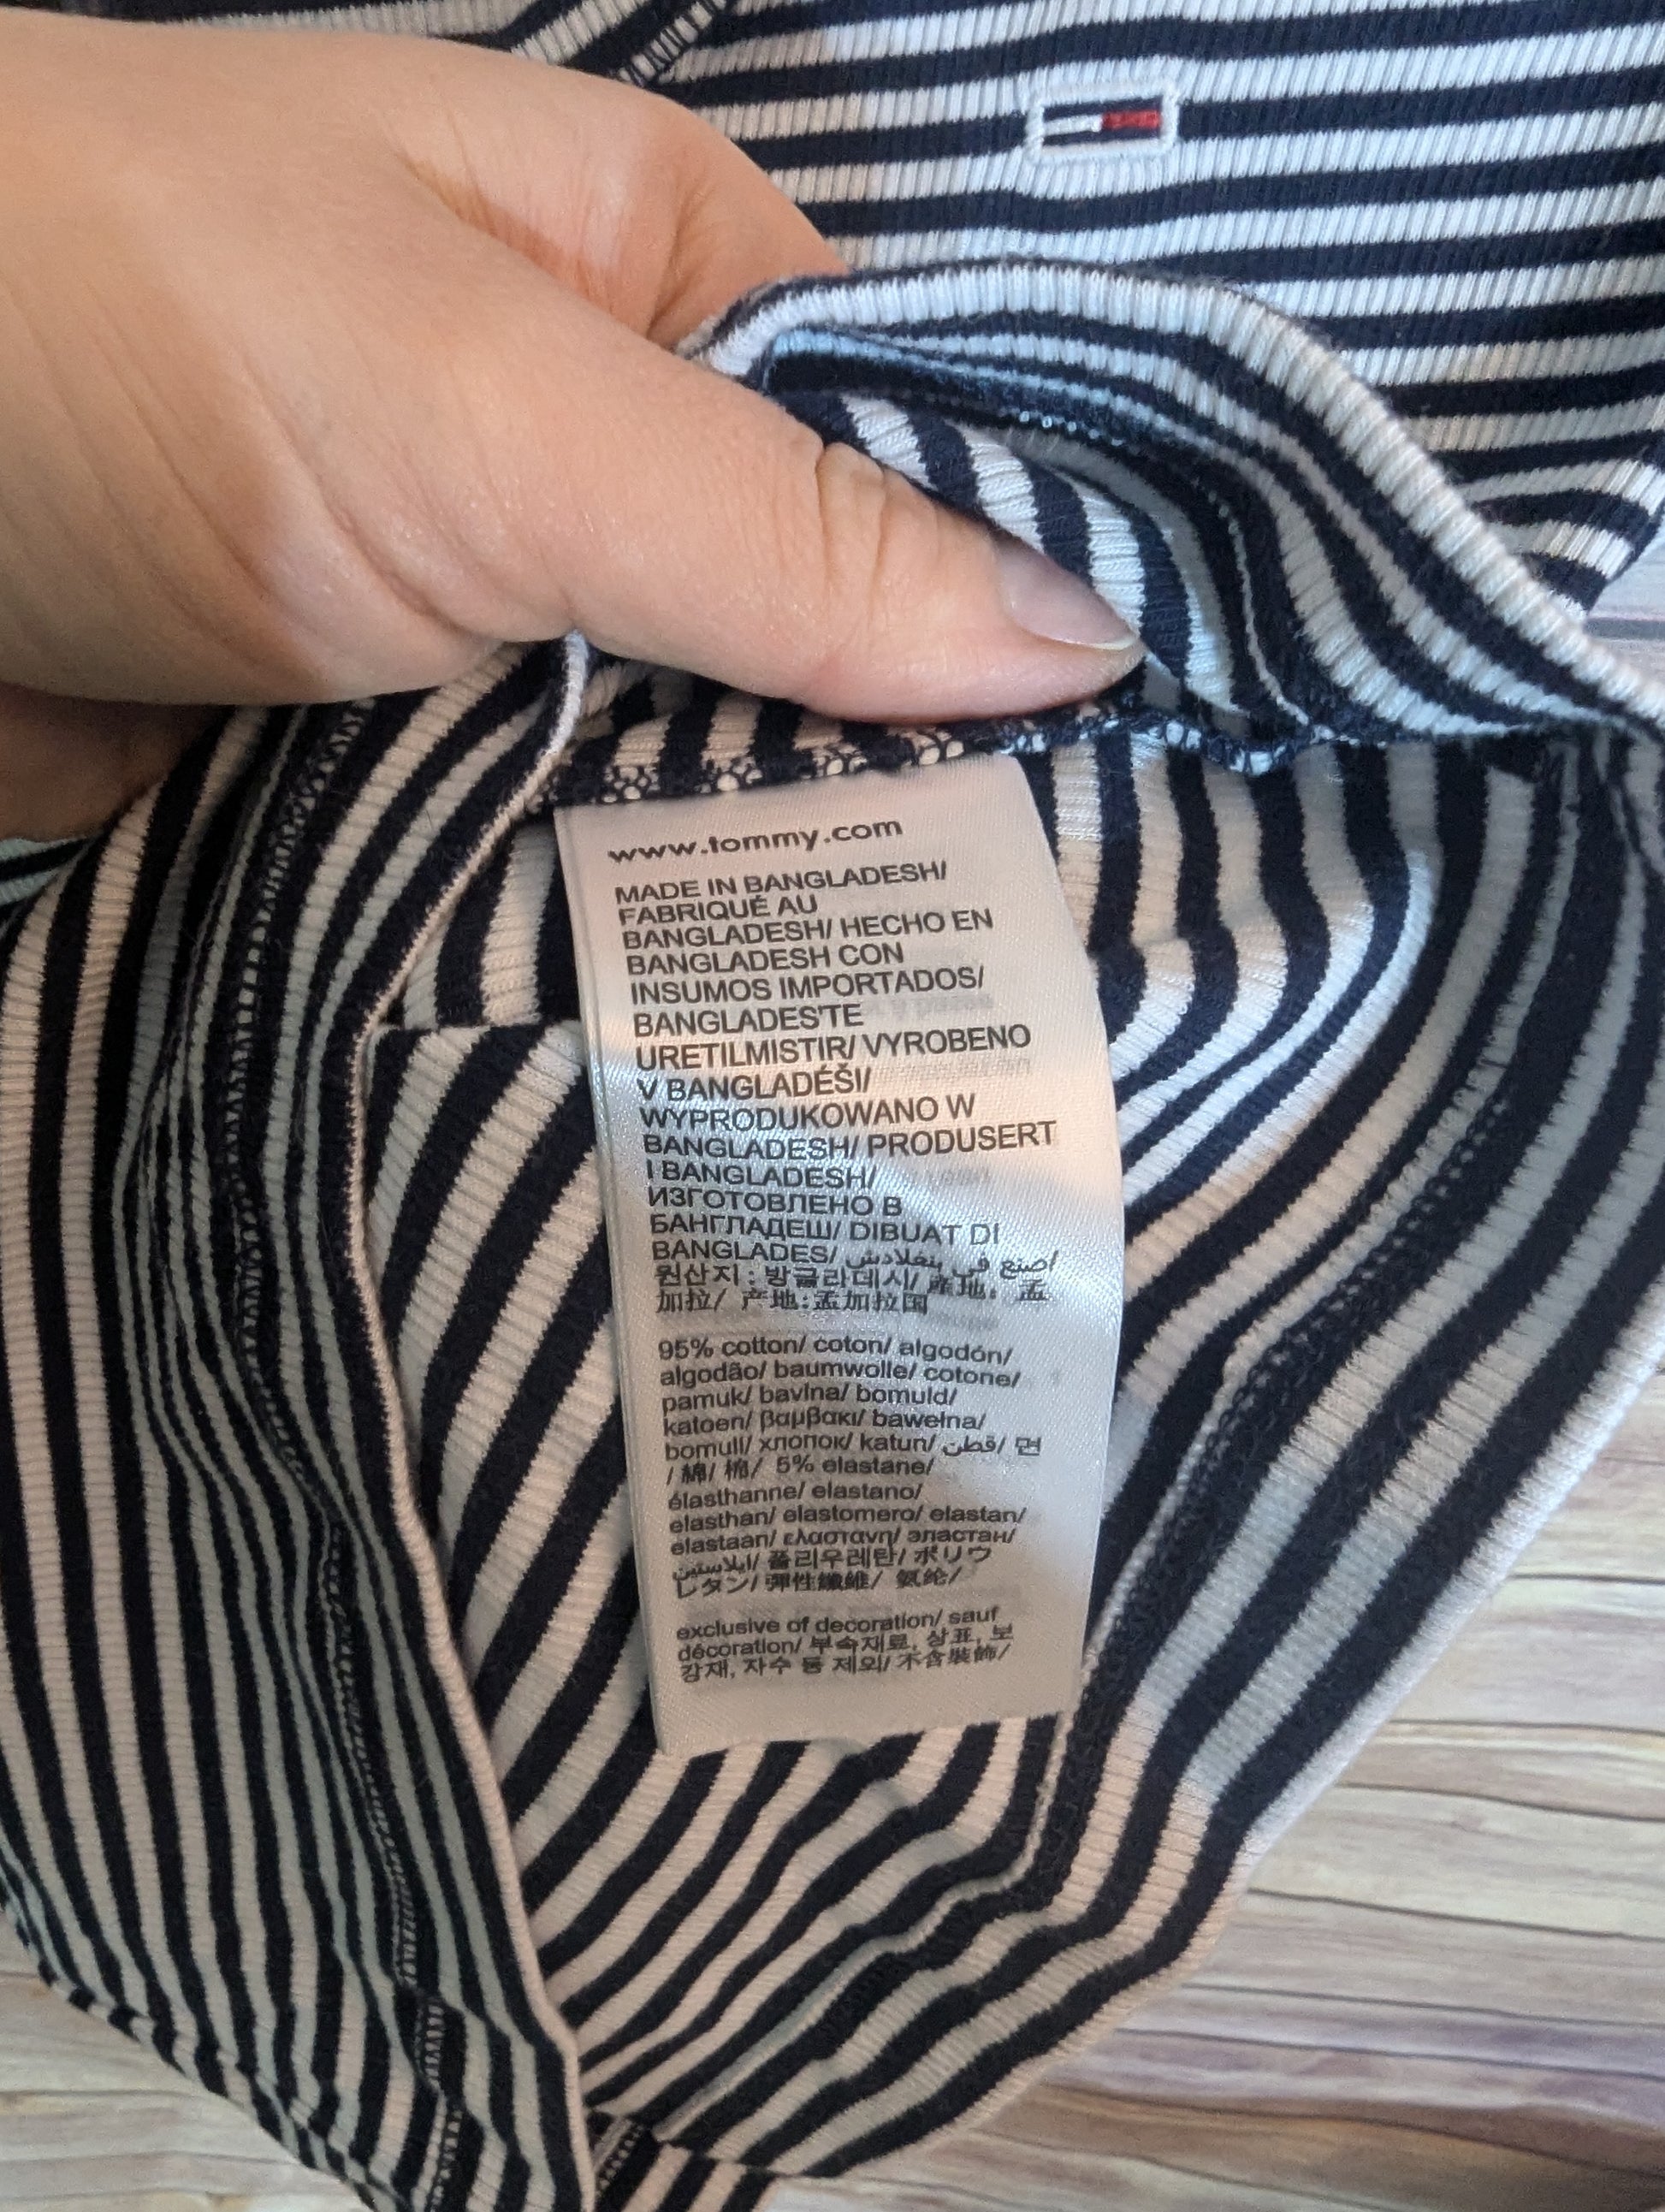 www.tommy.com
MADE IN BANGLADESH/
FABRIQUÉ AU
BANGLADESH/ HECHO EN
BANGLADESH CON
INSUMOS IMPORTADOS/
BANGLADES'TE
URETILMISTIR/ VYROBENO
V BANGLADÉŠI/
WYPRODUKOWANO W
BANGLADESH/ PRODUSERT
I BANGLADESH/
ИЗГОТОВЛЕНО В
БАНГЛАДЕШ/ DIBUAT DI
BANGLADES/ اصنع في بنغلادش/
원산지 : 방글라데시/ 産地: 孟
加拉/ 产地:孟加拉国
95% cotton/ coton/ algodón/
algodão/ baumwolle/ cotone/
pamuk/ bavlna/ bomuld/
katoen/ βαμβακι/ bawełna/
bomull/ хлопок/ katun/ قطن/ 면
/ 綿/ 棉/ 5% elastane/
élasthanne/ elastano/
elasthan/ elastomero/ elastan/
elastaan/ ελαστανη/ эластан/
ايلاستين/ 폴리우레탄/ ポリウ
レタン/ 彈性纖維/ 氨纶/
exclusive of decoration/ sauf
décoration/ 부속재료, 상표, 보
강재, 자수 등 제외/ 不含裝飾/